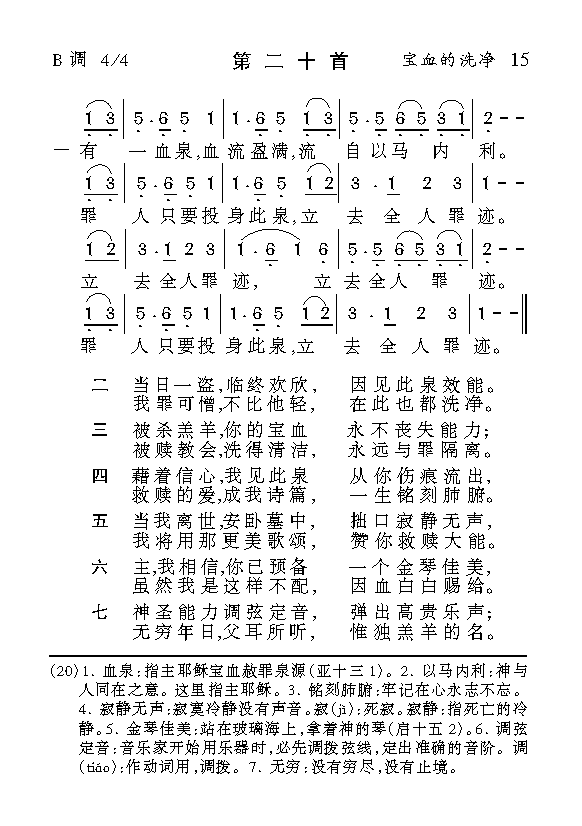 B调 4/4 第二十首 宝血的洗净 15
1 3 | 5 . 6 5 1 | 1 . 6 5 1 3 | 5 . 5 6 5 3 1 | 2 - -
一 有 一血泉,血 流盈满,流 自以马 内 利。
1 3 | 5 . 6 5 1 | 1 . 6 5 1 2 | 3 . 1 2 3 | 1 - -
罪 人只要投 身此泉,立 去 全 人 罪 迹。
1 2 | 3 . 1 2 3 | 1 . 6 1 6 | 5 . 5 6 5 3 1 | 2 - -
立 去全人罪 迹, 立 去全人 罪 迹。
1 3 | 5 . 6 5 1 | 1 . 6 5 1 2 | 3 . 1 2 3 | 1 - -
罪 人只要投 身此泉,立 去 全 人 罪 迹。
二 当日一盗,临终欢欣, 因见此泉效能。
我罪可憎,不比他轻, 在此也都洗净。
三 被杀羔羊,你的宝血 永不丧失能力;
被赎教会,洗得清洁, 永远与罪隔离。
四 藉着信心,我见此泉 从你伤痕流出,
救赎的爱,成我诗篇, 一生铭刻肺腑。
五 当我离世,安卧墓中, 拙口寂静无声,
我将用那更美歌颂, 赞你救赎大能。
六 主,我相信,你已预备 一个金琴佳美,
虽然我是这样不配, 因血白白赐给。
七 神圣能力调弦定音, 弹出高贵乐声;
无穷年日,父耳所听, 惟独羔羊的名。
(20)1. 血泉:指主耶稣宝血赦罪泉源(亚十三1)。2. 以马内利:神与
人同在之意。这里指主耶稣。3. 铭刻肺腑:牢记在心永志不忘。
4. 寂静无声:寂寞冷静没有声音。寂(jì):死寂。寂静:指死亡的冷
静。5. 金琴佳美:站在玻璃海上,拿着神的琴(启十五2)。6. 调弦
定音:音乐家开始用乐器时,必先调拨弦线,定出准确的音阶。调
(tiáo):作动词用,调拨。7. 无穷:没有穷尽,没有止境。